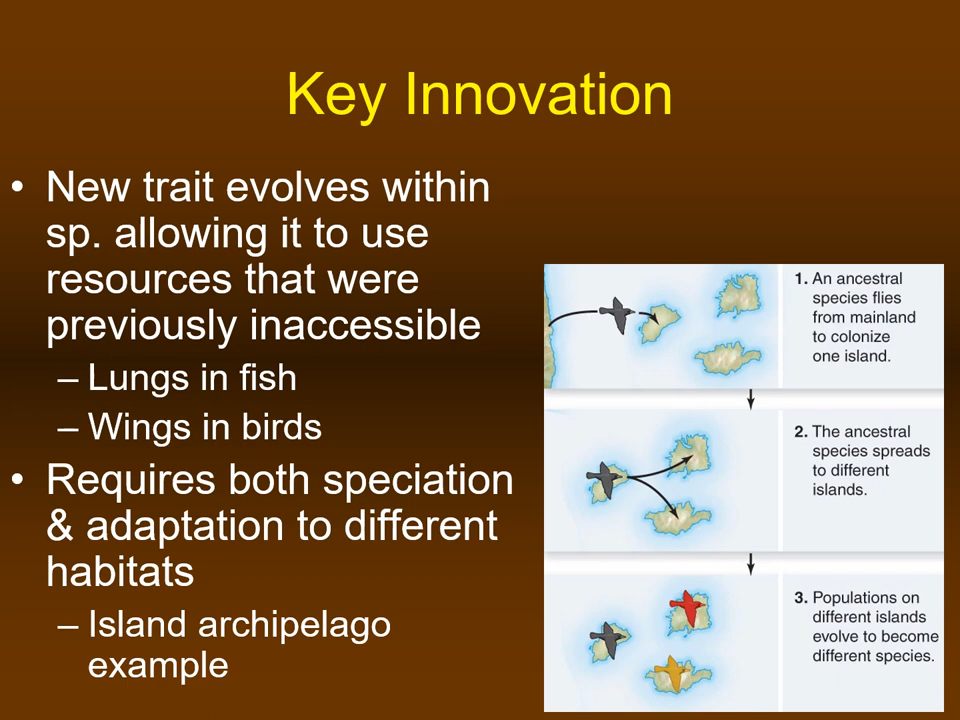 Key Innovation
• New trait evolves within
sp. allowing it to use
resources that were
previously inaccessible
– Lungs in fish
– Wings in birds
• Requires both speciation
& adaptation to different
habitats
– Island archipelago
example
1. An ancestral
species flies
from mainland
to colonize
one island.
2. The ancestral
species spreads
to different
islands.
3. Populations on
different islands
evolve to become
different species.